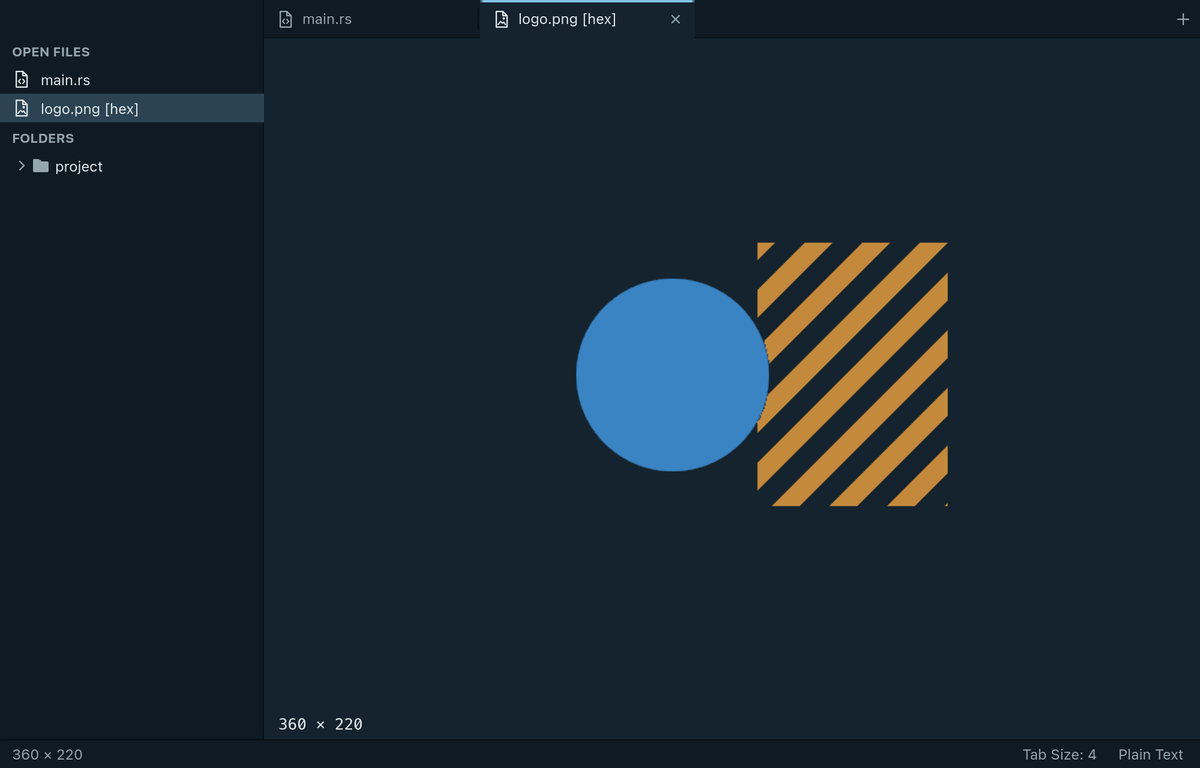 main.rs
logo.png [hex]
OPEN FILES
main.rs
logo.png [hex]
FOLDERS
project
360 × 220
360 × 220
Tab Size: 4
Plain Text